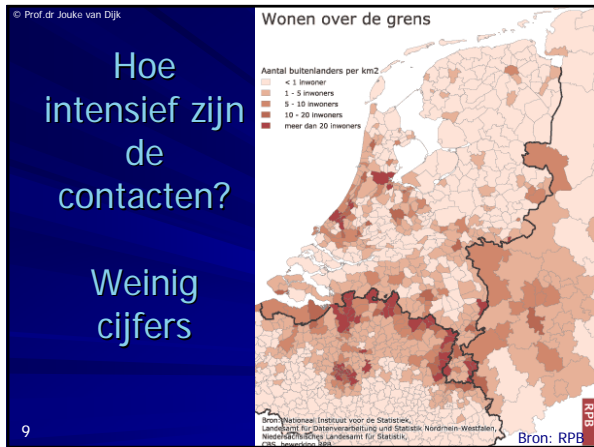 © Prof.dr Jouke van Dijk
Hoe
intensief zijn
de
contacten?
Weinig
cijfers
9
Wonen over de grens
Aantal buitenlanders per km2
< 1 inwoner
1 - 5 inwoners
5 - 10 inwoners
10 - 20 inwoners
meer dan 20 inwoners
Bron: Nationaal Instituut voor de Statistiek,
Landesamt für Datenverarbeitung und Statistik Nordrhein-Westfalen,
Niedersächsisches Landesamt für Statistik,
CBS, bewerking RPB
RPB
Bron: RPB